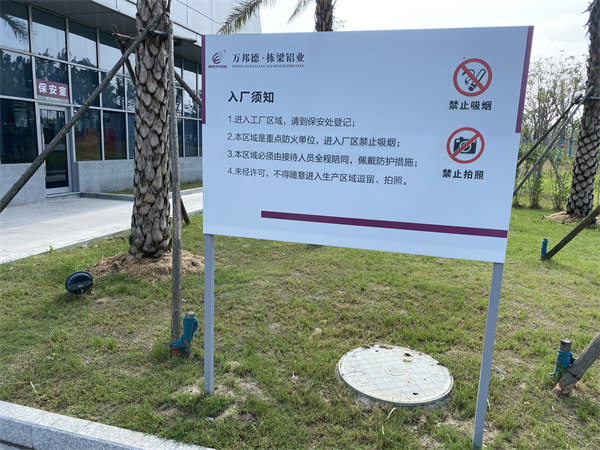 保安室
WEPON 万邦德·栋梁铝业
入厂须知
1.进入工厂区域，请到保安处登记；
2.本区域是重点防火单位，进入厂区禁止吸烟；
3.本区域必须由接待人员全程陪同，佩戴防护措施；
4.未经许可，不得随意进入生产区域逗留、拍照。
禁止吸烟
禁止拍照